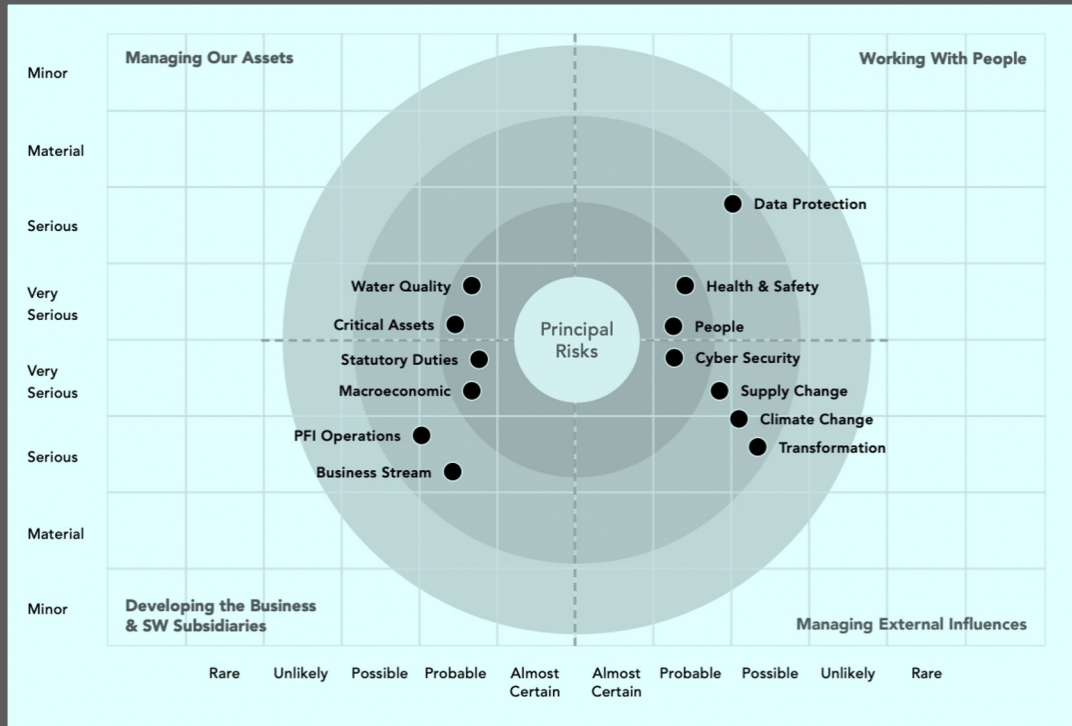 Managing Our Assets
Working With People
Minor
Material
Serious
Very
Serious
Very
Serious
Serious
Material
Minor
Data Protection
Water Quality
Health & Safety
Critical Assets
People
Principal
Risks
Statutory Duties
Cyber Security
Macroeconomic
Supply Change
Climate Change
PFI Operations
Transformation
Business Stream
Developing the Business
& SW Subsidiaries
Managing External Influences
Rare
Unlikely
Possible
Probable
Almost
Certain
Almost
Certain
Probable
Possible
Unlikely
Rare